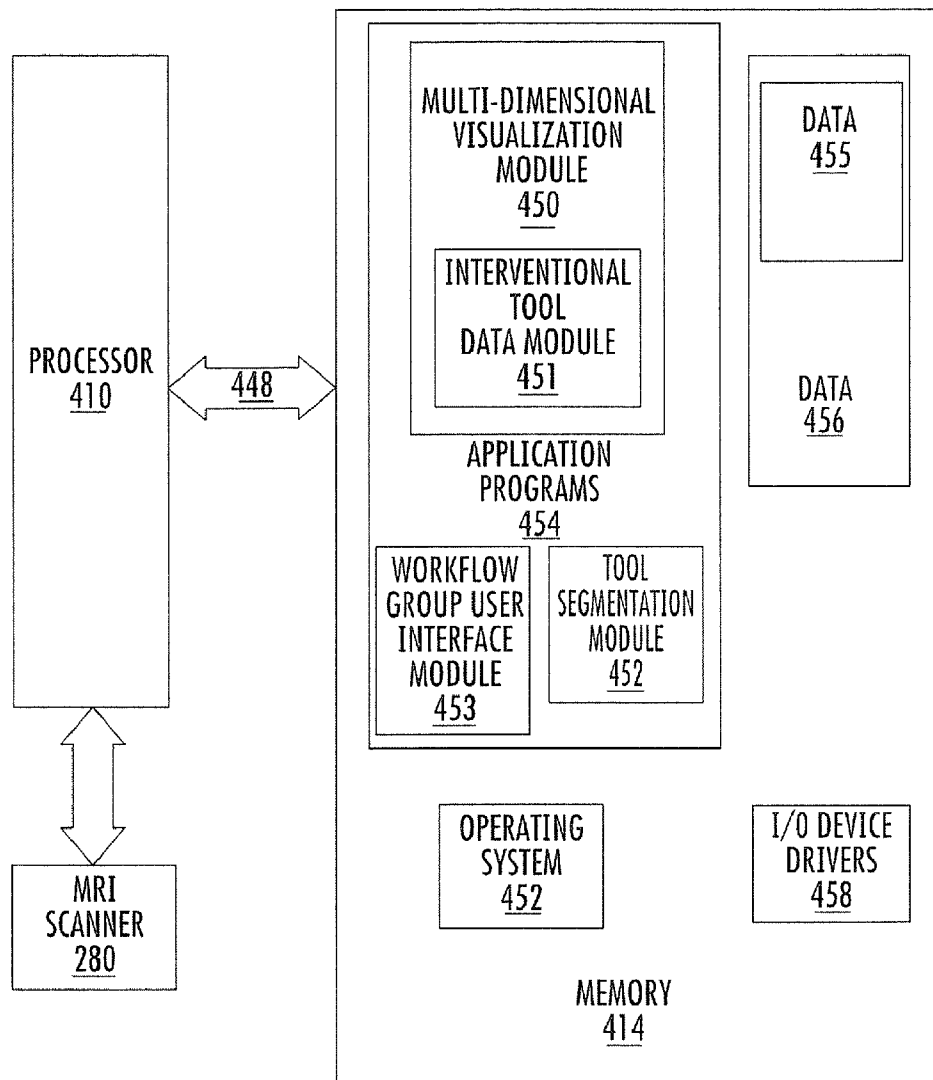 PROCESSOR
410
448
MRI
SCANNER
280
MULTI-DIMENSIONAL
VISUALIZATION
MODULE
450
INTERVENTIONAL
TOOL
DATA MODULE
451
APPLICATION
PROGRAMS
454
WORKFLOW
GROUP USER
INTERFACE
MODULE
453
TOOL
SEGMENTATION
MODULE
452
DATA
455
DATA
456
OPERATING
SYSTEM
452
I/O DEVICE
DRIVERS
458
MEMORY
414